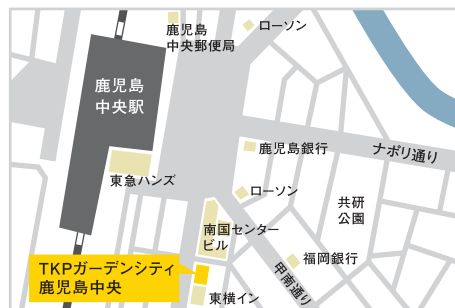 鹿児島
中央郵便局
ローソン
鹿児島
中央駅
鹿児島銀行
ナポリ通り
東急ハンズ
ローソン
共研
公園
南国センター
ビル
福岡銀行
甲南通り
TKPガーデンシティ
鹿児島中央
東横イン